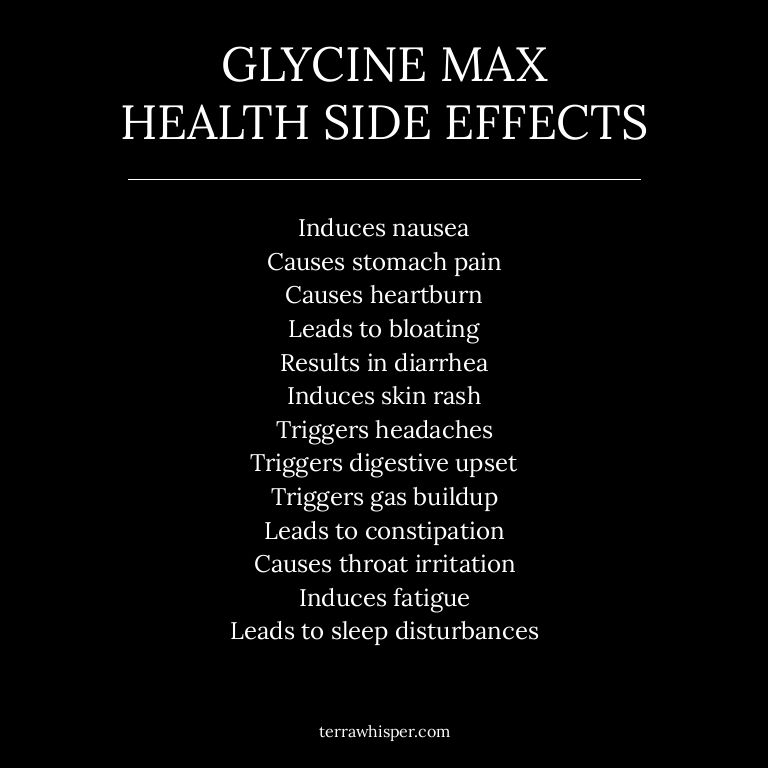 GLYCINE MAX
HEALTH SIDE EFFECTS
Induces nausea
Causes stomach pain
Causes heartburn
Leads to bloating
Results in diarrhea
Induces skin rash
Triggers headaches
Triggers digestive upset
Triggers gas buildup
Leads to constipation
Causes throat irritation
Induces fatigue
Leads to sleep disturbances
terrawhisper.com